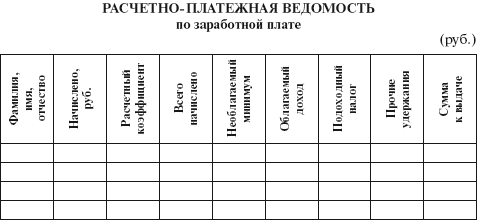 РАСЧЕТНО-ПЛАТЕЖНАЯ ВЕДОМОСТЬ
по заработной плате
(руб.)
Фамилия,
имя,
отчество
Начислено,
руб.
Расчетный
коэффициент
Всего
начислено
Необлагаемый
минимум
Облагаемый
доход
Подоходный
налог
Прочие
удержания
Сумма
к выдаче